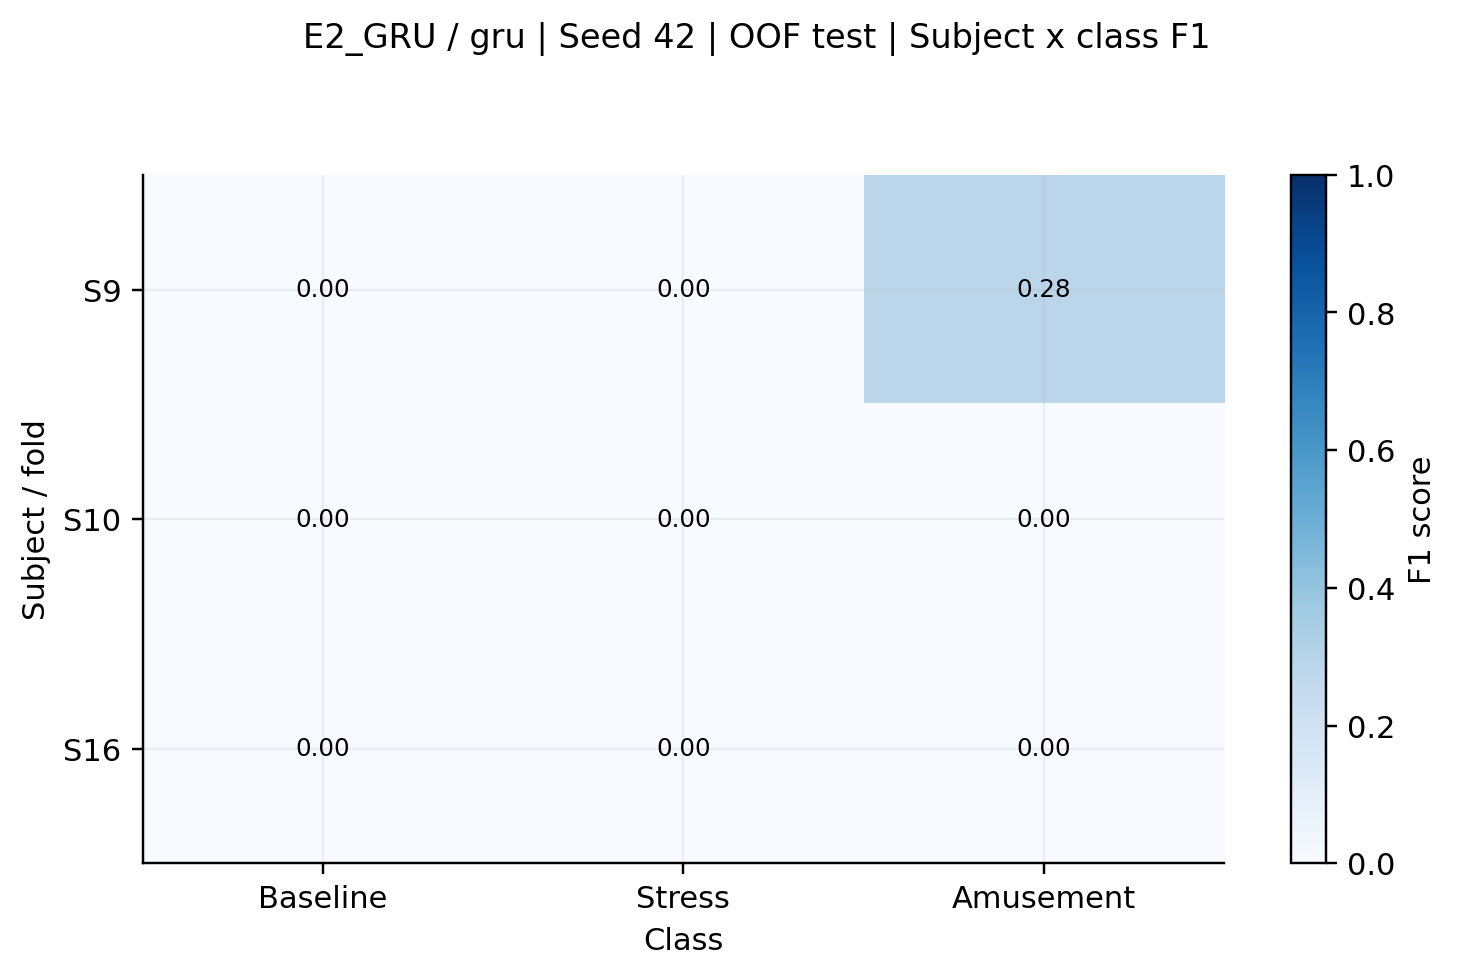 E2_GRU / gru | Seed 42 | OOF test | Subject x class F1
S9 0.00 0.00 0.28
S10 0.00 0.00 0.00
S16 0.00 0.00 0.00
Baseline Stress Amusement
Class
Subject / fold
1.0
0.8
0.6
0.4
0.2
0.0
F1 score